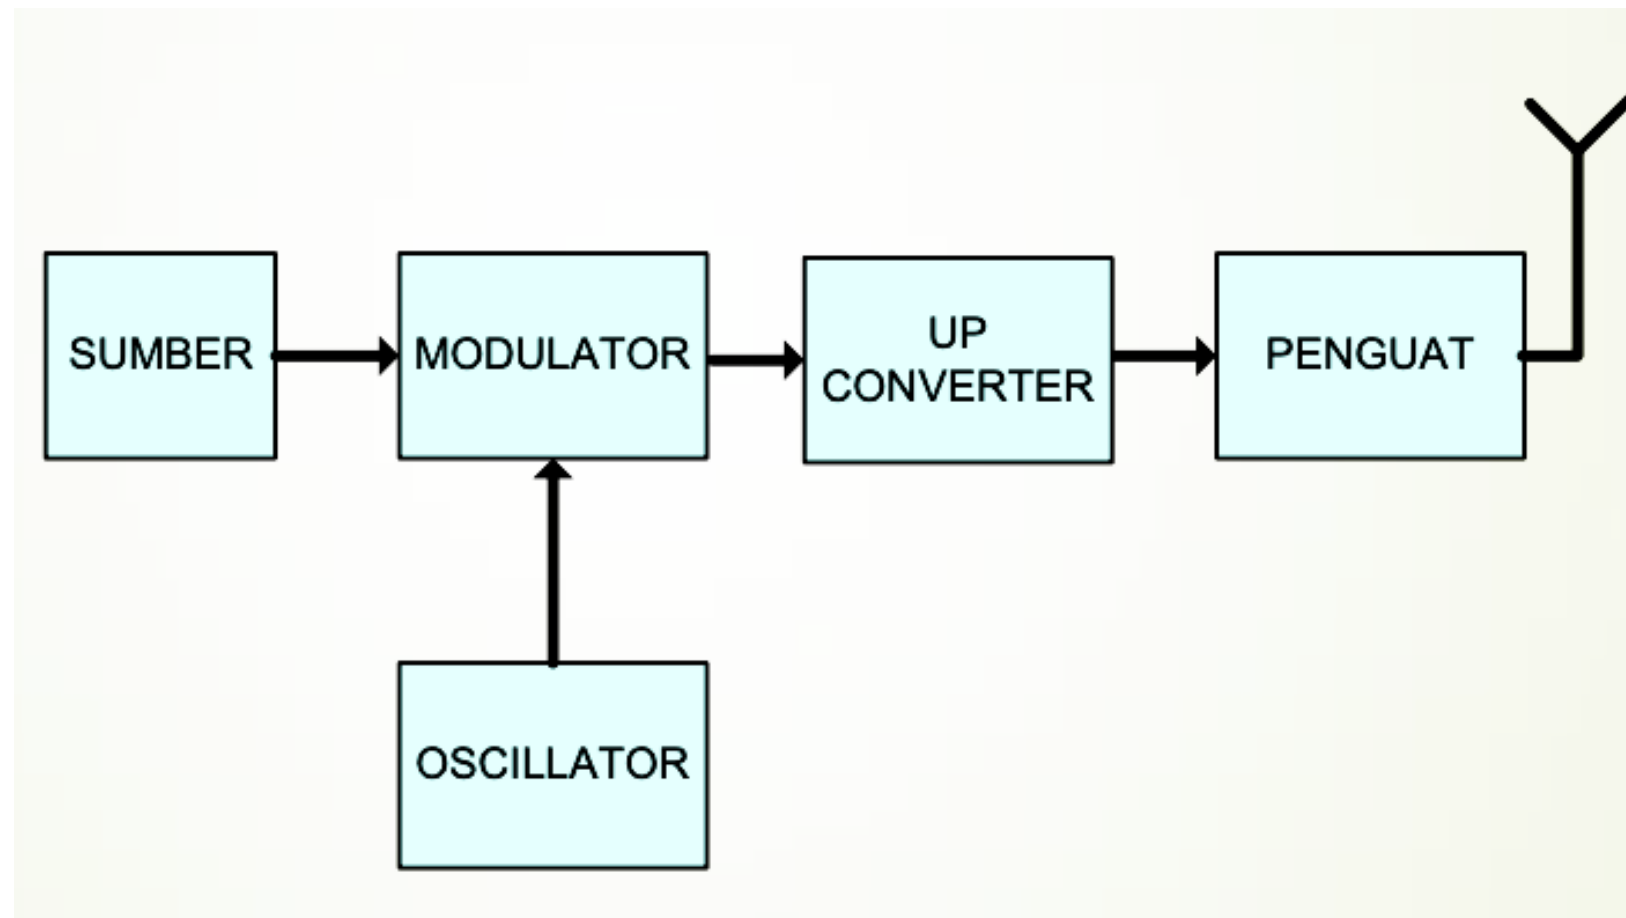 SUMBER
MODULATOR
UP
CONVERTER
PENGUAT
OSCILLATOR